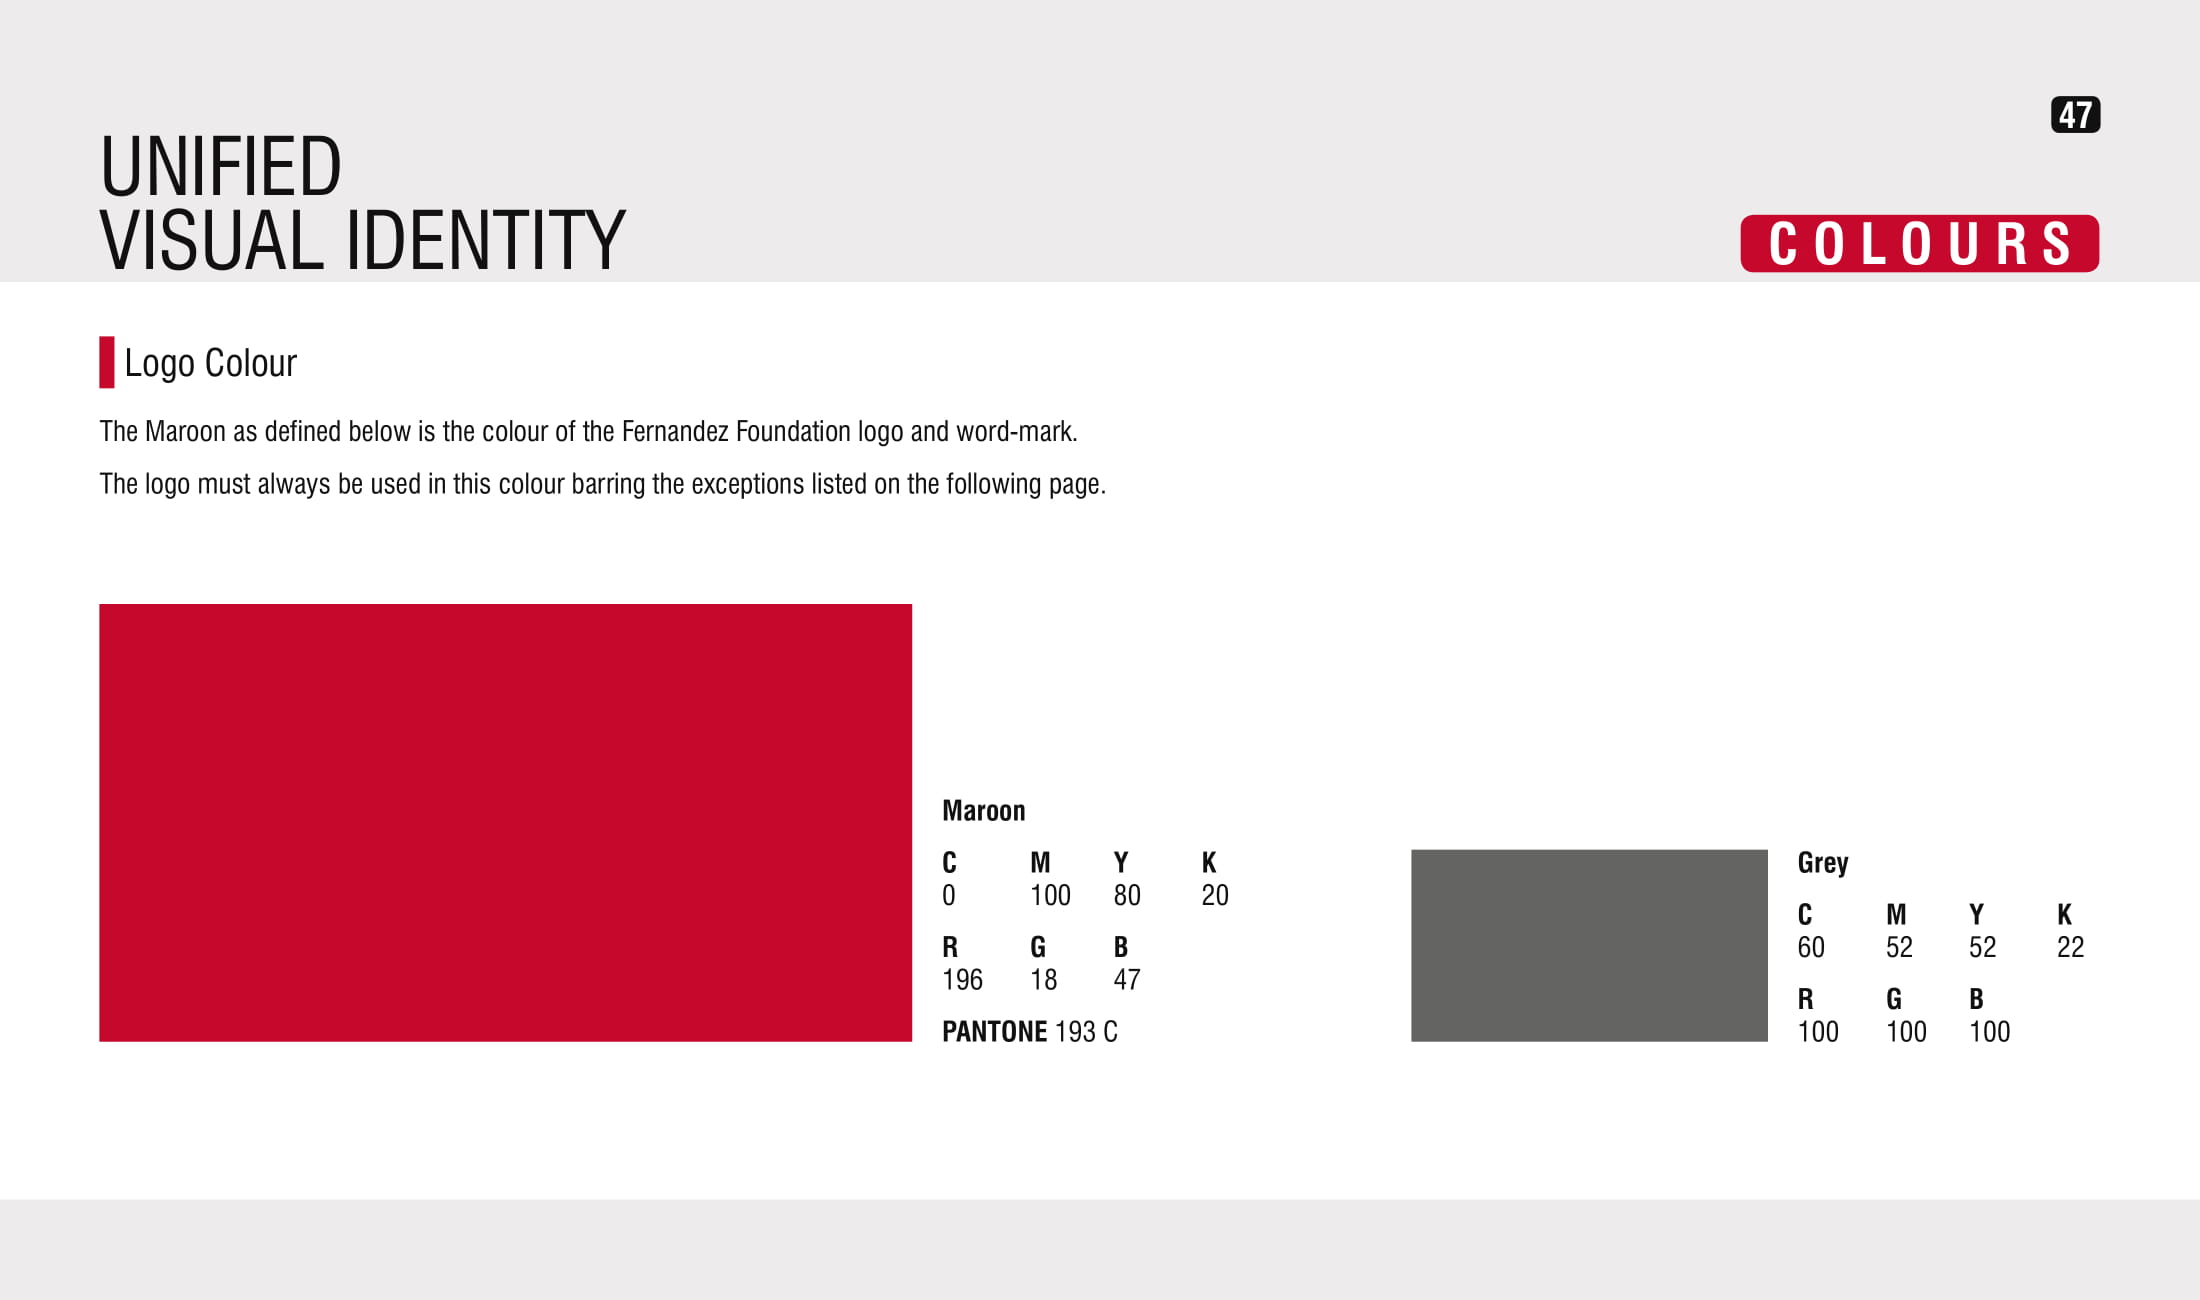 47
UNIFIED
VISUAL IDENTITY
COLOURS
Logo Colour
The Maroon as defined below is the colour of the Fernandez Foundation logo and word-mark.
The logo must always be used in this colour barring the exceptions listed on the following page.
Maroon
C M Y K
0 100 80 20
R G B
196 18 47
PANTONE 193 C
Grey
C M Y K
60 52 52 22
R G B
100 100 100